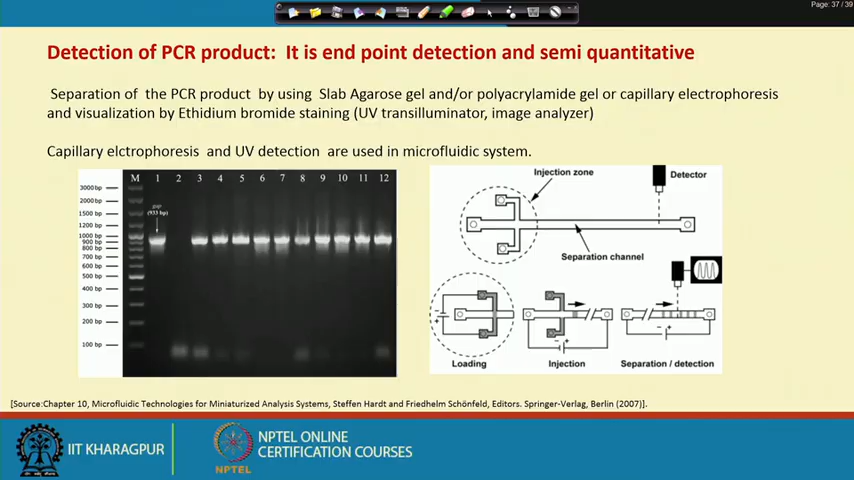 Page: 37 / 39
Detection of PCR product: It is end point detection and semi quantitative
Separation of the PCR product by using Slab Agarose gel and/or polyacrylamide gel or capillary electrophoresis
and visualization by Ethidium bromide staining (UV transilluminator, image analyzer)
Capillary elctrophoresis and UV detection are used in microfluidic system.
M 1 2 3 4 5 6 7 8 9 10 11 12
3000 bp
2000 bp
1500 bp
1200 bp
1000 bp
900 bp
800 bp
700 bp
600 bp
500 bp
400 bp
300 bp
200 bp
100 bp
gap
(933 bp)
Injection zone
Detector
Separation channel
Loading
Injection
Separation / detection
[Source:Chapter 10, Microfluidic Technologies for Miniaturized Analysis Systems, Steffen Hardt and Friedhelm Schönfeld, Editors. Springer-Verlag, Berlin (2007)].
IIT KHARAGPUR
NPTEL
NPTEL ONLINE
CERTIFICATION COURSES